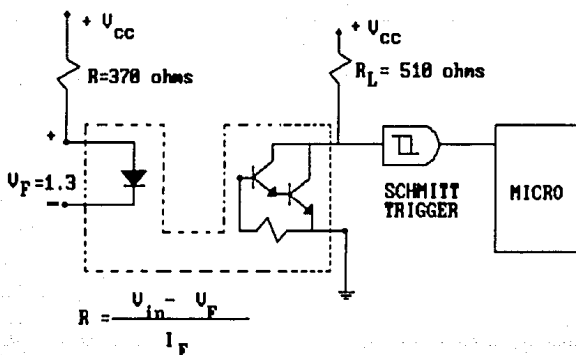 + Vcc
R=370 ohms
+
VF=1.3
-
+ Vcc
RL= 510 ohms
SCHMITT
TRIGGER
MICRO
R = Vin - VF
IF